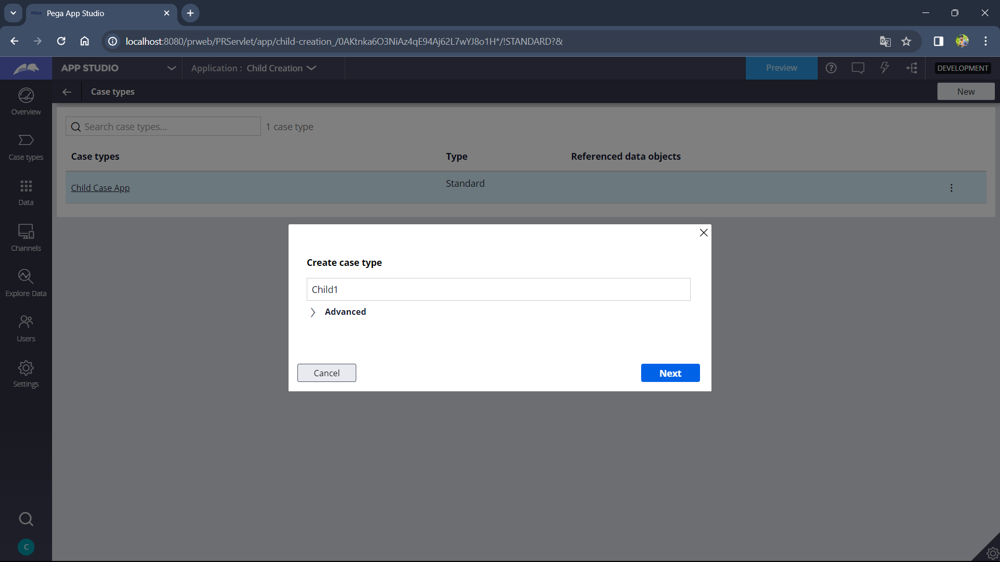 PEGA Pega App Studio
localhost:8080/prweb/PRServlet/app/child-creation_/0AKtnka6O3NiAz4qE94Aj62L7wYJ8o1H*/!STANDARD?&
APP STUDIO
Application : Child Creation
Preview
DEVELOPMENT
Case types
New
Overview
Case types
Data
Channels
Explore Data
Users
Settings
C
Search case types...
1 case type
Case types Type Referenced data objects
Child Case App Standard
Create case type
Child1
Advanced
Cancel
Next